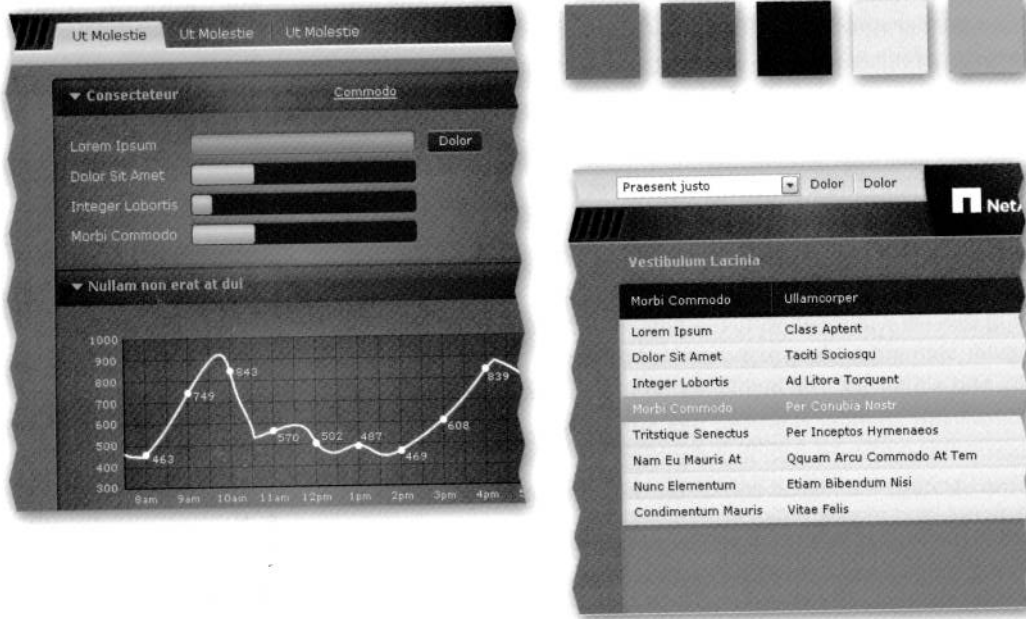 Ut Molestie Ut Molestie Ut Molestie
Consecteteur Commodo
Lorem Ipsum Dolor
Dolor Sit Amet
Integer Lobortis
Morbi Commodo
Nullam non erat at dui
1000
900
800
700
600
500
400
300
463
749
843
570
502
487
469
608
839
8am 9am 10am 11am 12pm 1pm 2pm 3pm 4pm
Praesent justo Dolor Dolor
NetA
Vestibulum Lacinia
Morbi Commodo Ullamcorper
Lorem Ipsum Class Aptent
Dolor Sit Amet Taciti Sociosqu
Integer Lobortis Ad Litora Torquent
Morbi Commodo Per Conubia Nostr
Tritstique Senectus Per Inceptos Hymenaeos
Nam Eu Mauris At Qquam Arcu Commodo At Tem
Nunc Elementum Etiam Bibendum Nisi
Condimentum Mauris Vitae Felis